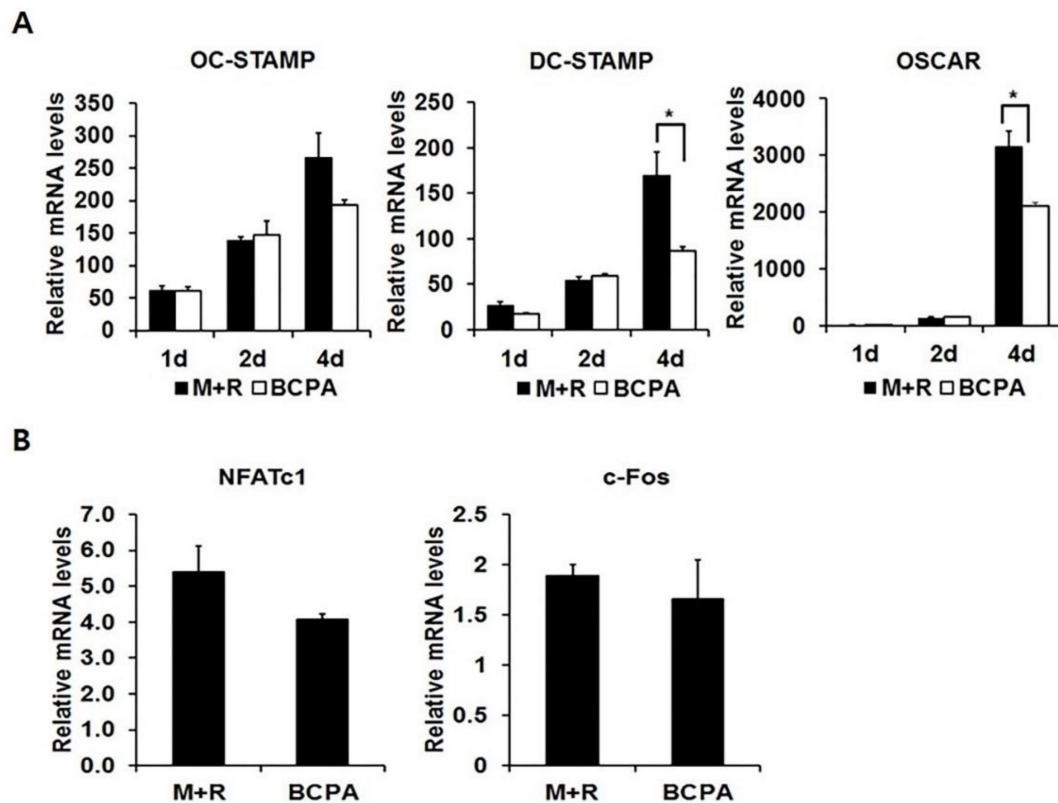 A
OC-STAMP
Relative mRNA levels
350
300
250
200
150
100
50
0
1d 2d 4d
M+R BCPA
DC-STAMP
Relative mRNA levels
250
200
150
100
50
0
*
1d 2d 4d
M+R BCPA
OSCAR
Relative mRNA levels
4000
3000
2000
1000
0
*
1d 2d 4d
M+R BCPA
B
NFATc1
Relative mRNA levels
7.0
6.0
5.0
4.0
3.0
2.0
1.0
0.0
M+R BCPA
c-Fos
Relative mRNA levels
2.5
2
1.5
1
0.5
0
M+R BCPA